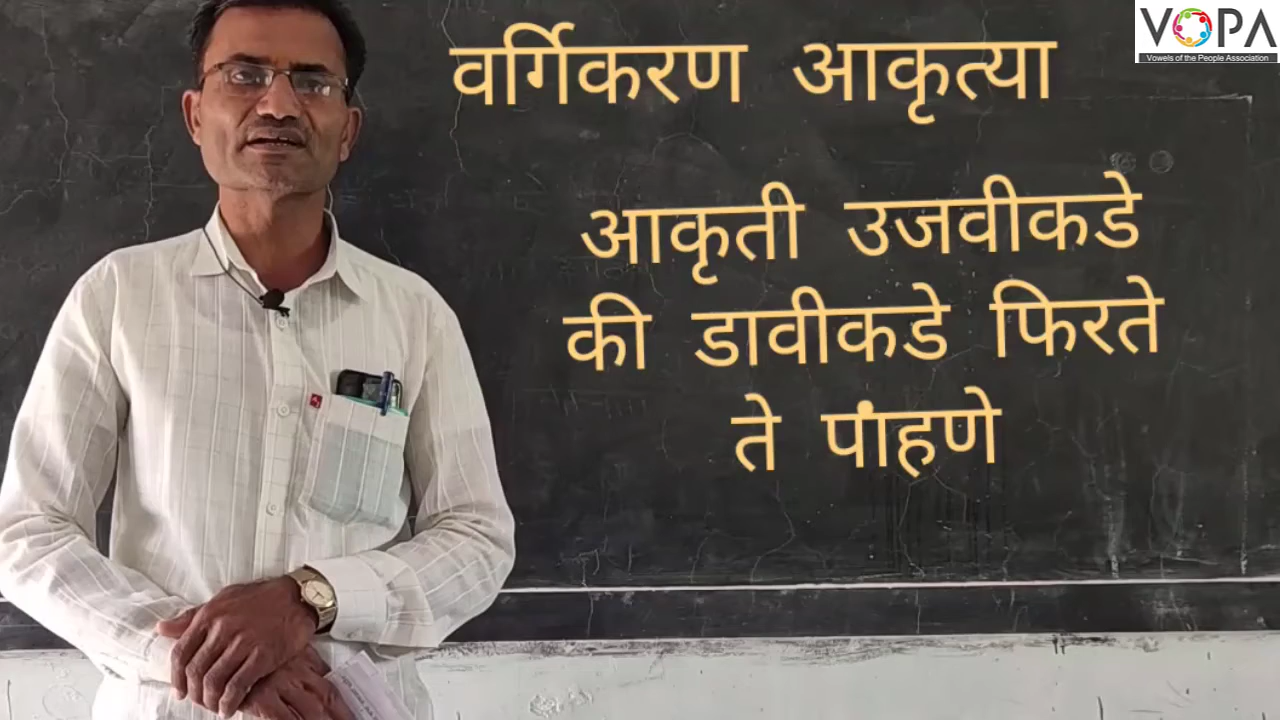 VOPA
Vowels of the People Association
वर्गिकरण आकृत्या
आकृती उजवीकडे
की डावीकडे फिरते
ते पांहणे